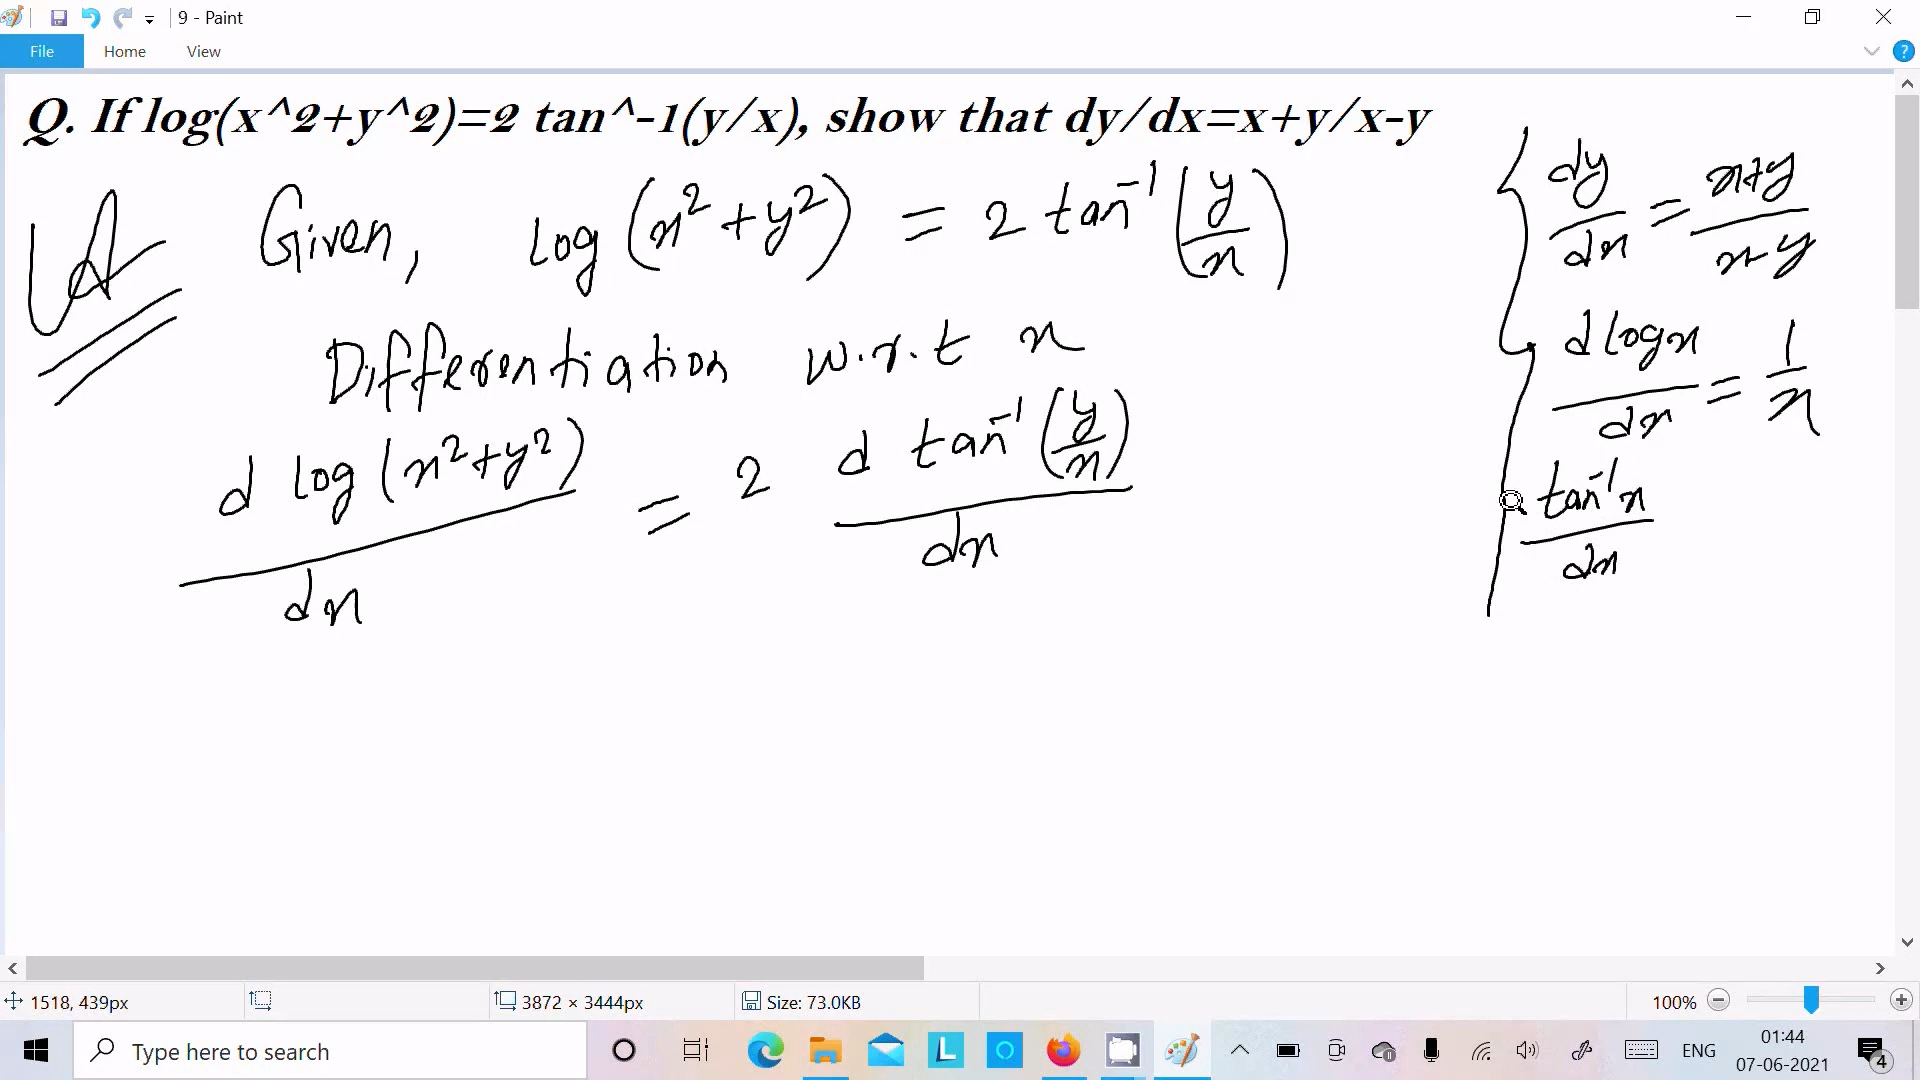 9 - Paint
File Home View
Q. If log(x^2+y^2)=2 tan^-1(y/x), show that dy/dx=x+y/x-y
A Given, log (x² + y²) = 2 tan⁻¹ (y/x)
Differentiation w.r.t x
d log (x² + y²) / dx = 2 d tan⁻¹ (y/x) / dx
dy/dx = x+y / x-y
d log x / dx = 1/x
tan⁻¹ x / dx
1518, 439px 3872 × 3444px Size: 73.0KB 100%
Type here to search ENG 01:44
07-06-2021 4